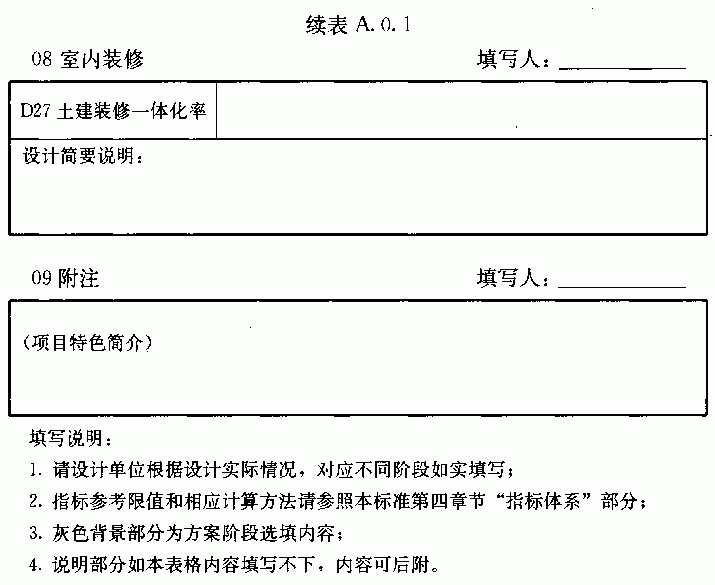 续表 A.0.1
08 室内装修 填写人：
D27 土建装修一体化率
设计简要说明：
09 附注 填写人：
（项目特色简介）
填写说明：
1. 请设计单位根据设计实际情况，对应不同阶段如实填写；
2. 指标参考限值和相应计算方法请参照本标准第四章节“指标体系”部分；
3. 灰色背景部分为方案阶段选填内容；
4. 说明部分如本表格内容填写不下，内容可后附。